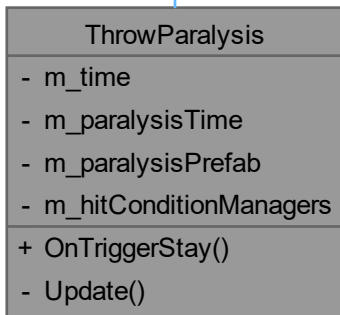 ThrowParalysis
- m_time
- m_paralysisTime
- m_paralysisPrefab
- m_hitConditionManagers
+ OnTriggerStay()
- Update()